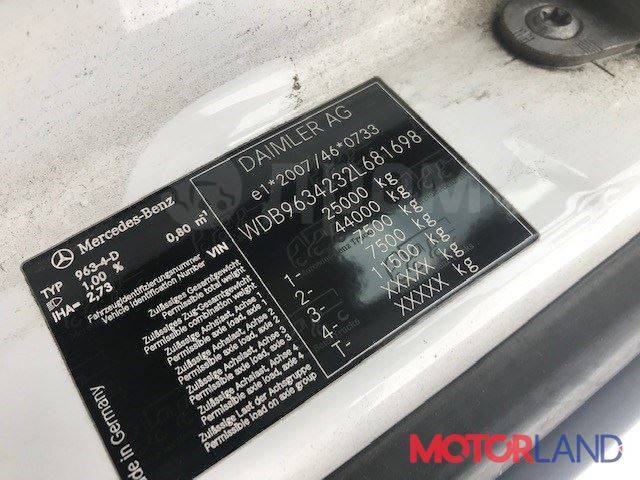 Mercedes-Benz
TYP 963-4-D
1,00 % 0,80 m⁻¹
IHA= 2,73
Fahrzeugidentifizierungsnummer VIN
Vehicle Identification Number
Zulässiges Gesamtgewicht
Permissible total weight
Zulässiges Zug.Gesamtgewicht
Permissible combination weight
Zulässige Achslast, Achse 1
Permissible axle load, axle 1
Zulässige Achslast, Achse 2
Permissible axle load, axle 2
Zulässige Achslast, Achse 3
Permissible axle load, axle 3
Zulässige Achslast, Achse 4
Permissible axle load, axle 4
Zulässige Last der Achsgruppe
Permissible load on axle group
de in Germany
DAIMLER AG
e1*2007/46*0733
WDB9634232L681698
25000 kg
44000 kg
1- 7500 kg
2- 11500 kg
3- 7500 kg
4- XXXXX kg
T- XXXXX kg
MOTORLAND